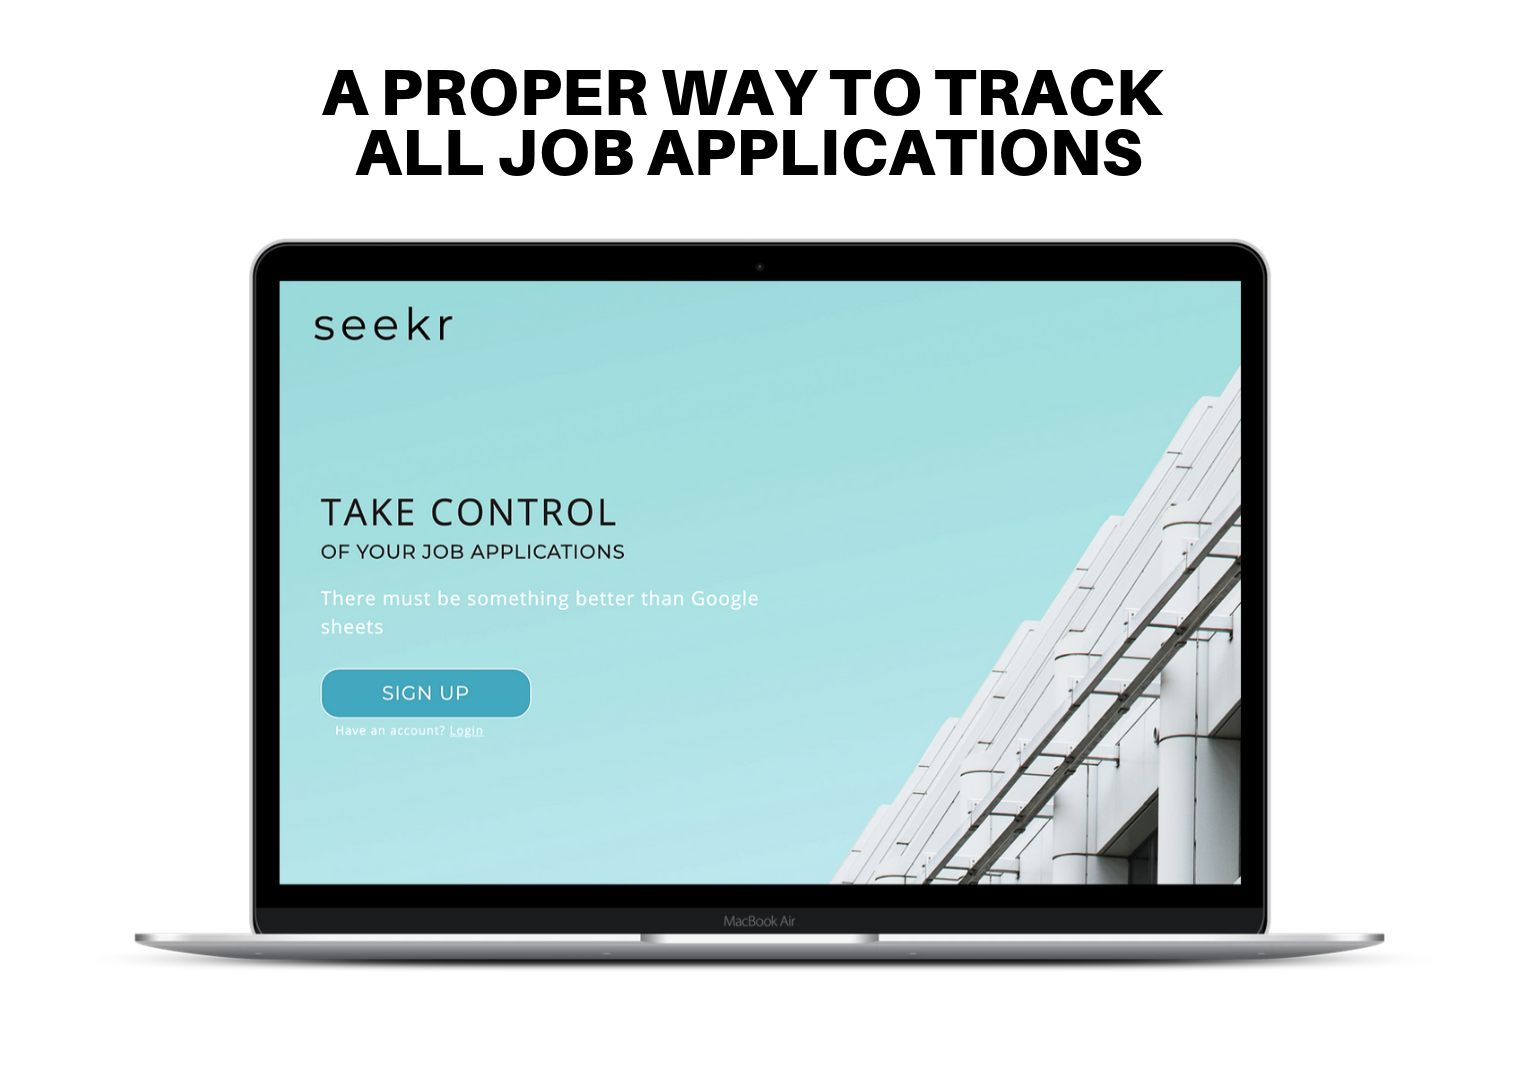 A PROPER WAY TO TRACK
ALL JOB APPLICATIONS
seekr
TAKE CONTROL
OF YOUR JOB APPLICATIONS
There must be something better than Google
sheets
SIGN UP
Have an account? Login
MacBook Air